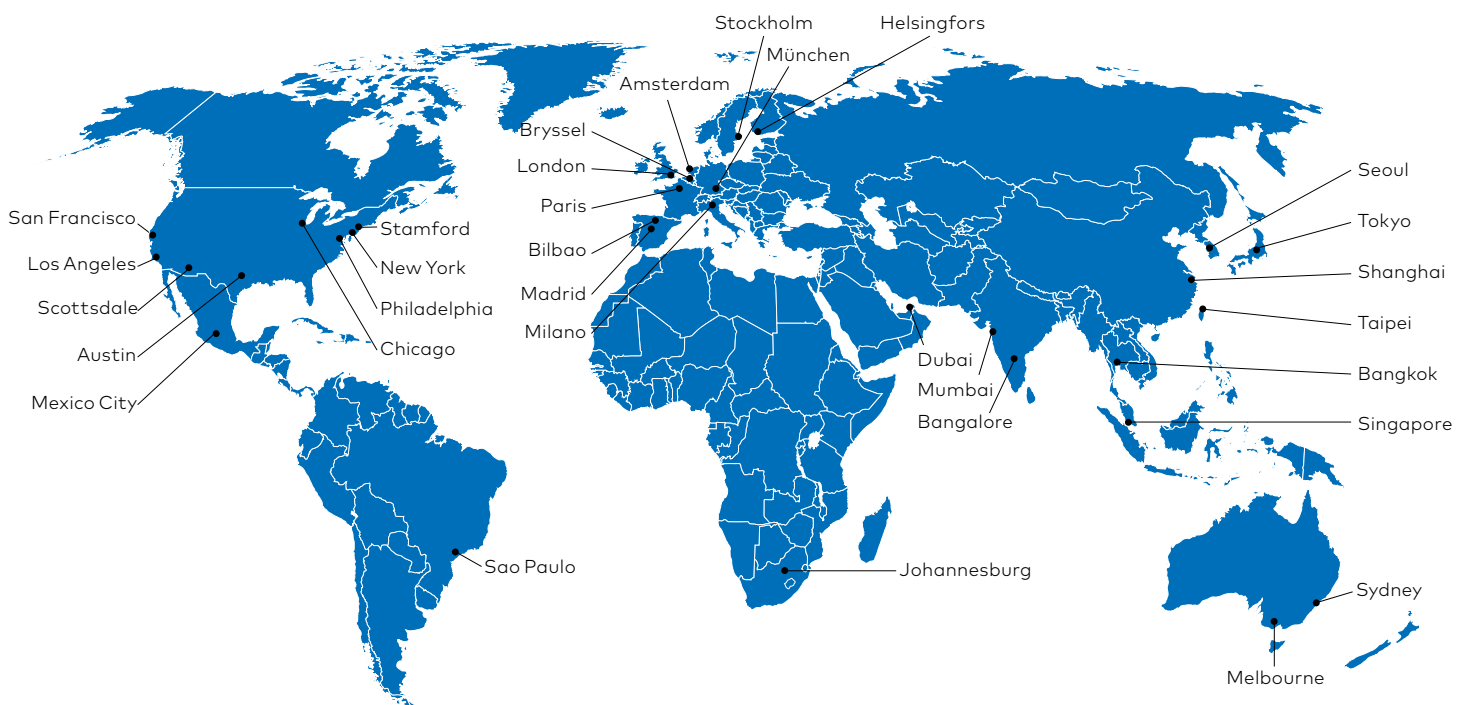 Stockholm
Helsingfors
München
Amsterdam
Bryssel
London
Paris
Bilbao
Madrid
Milano
San Francisco
Los Angeles
Scottsdale
Austin
Mexico City
Stamford
New York
Philadelphia
Chicago
Sao Paulo
Dubai
Mumbai
Bangalore
Johannesburg
Seoul
Tokyo
Shanghai
Taipei
Bangkok
Singapore
Sydney
Melbourne